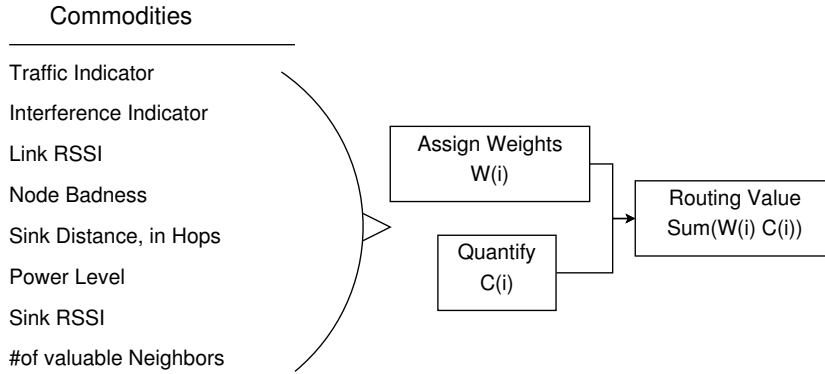 Commodities
Traffic Indicator
Interference Indicator
Link RSSI
Node Badness
Sink Distance, in Hops
Power Level
Sink RSSI
#of valuable Neighbors
Assign Weights
W(i)
Quantify
C(i)
Routing Value
Sum(W(i) C(i))